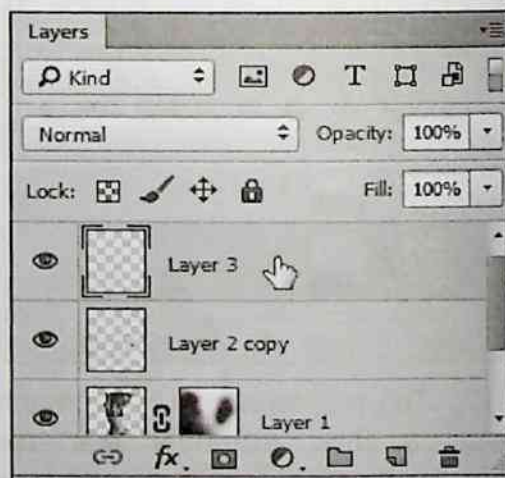 Layers
Kind
Normal Opacity: 100%
Lock: Fill: 100%
Layer 3
Layer 2 copy
Layer 1
fx